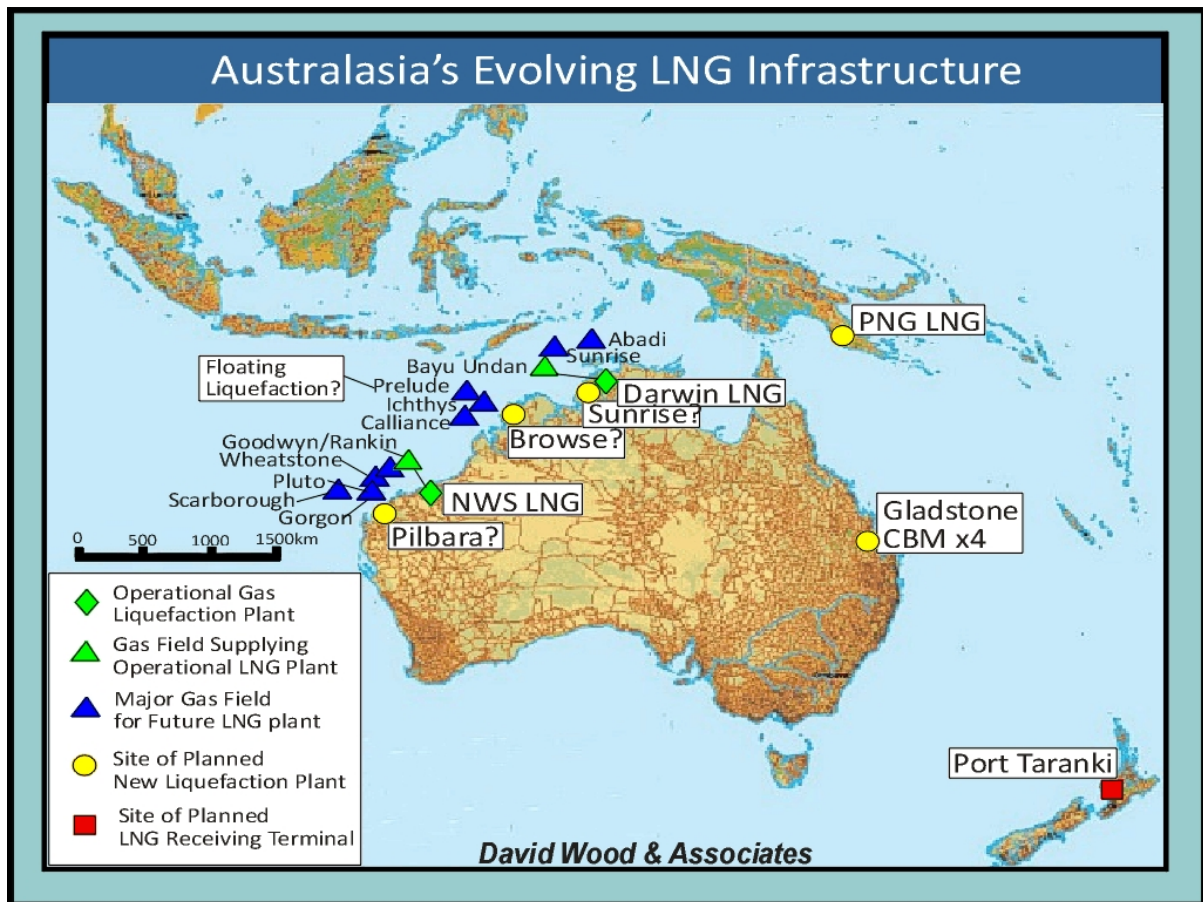 Australasia's Evolving LNG Infrastructure
PNG LNG
Abadi
Sunrise
Bayu Undan
Floating
Liquefaction?
Prelude
Ichthys
Calliance
Darwin LNG
Sunrise?
Browse?
Goodwyn/Rankin
Wheatstone
Pluto
Scarborough
Gorgon
NWS LNG
Pilbara?
Gladstone
CBM x4
0 500 1000 1500km
Operational Gas
Liquefaction Plant
Gas Field Supplying
Operational LNG Plant
Major Gas Field
for Future LNG plant
Site of Planned
New Liquefaction Plant
Site of Planned
LNG Receiving Terminal
Port Taranki
David Wood & Associates